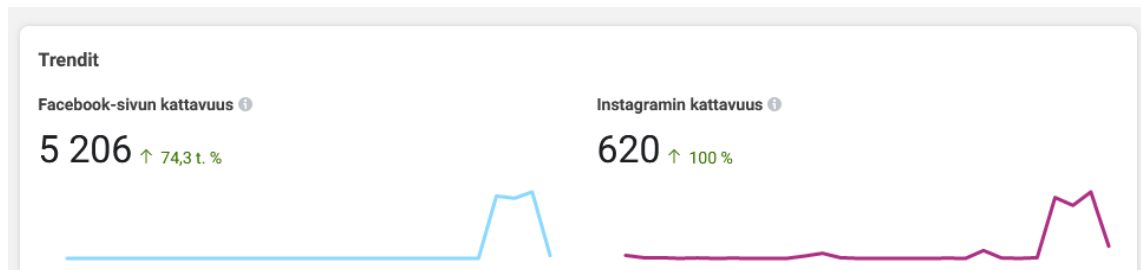 Trendit
Facebook-sivun kattavuus
5 206 ↑ 74,3 t. %
Instagramin kattavuus
620 ↑ 100 %